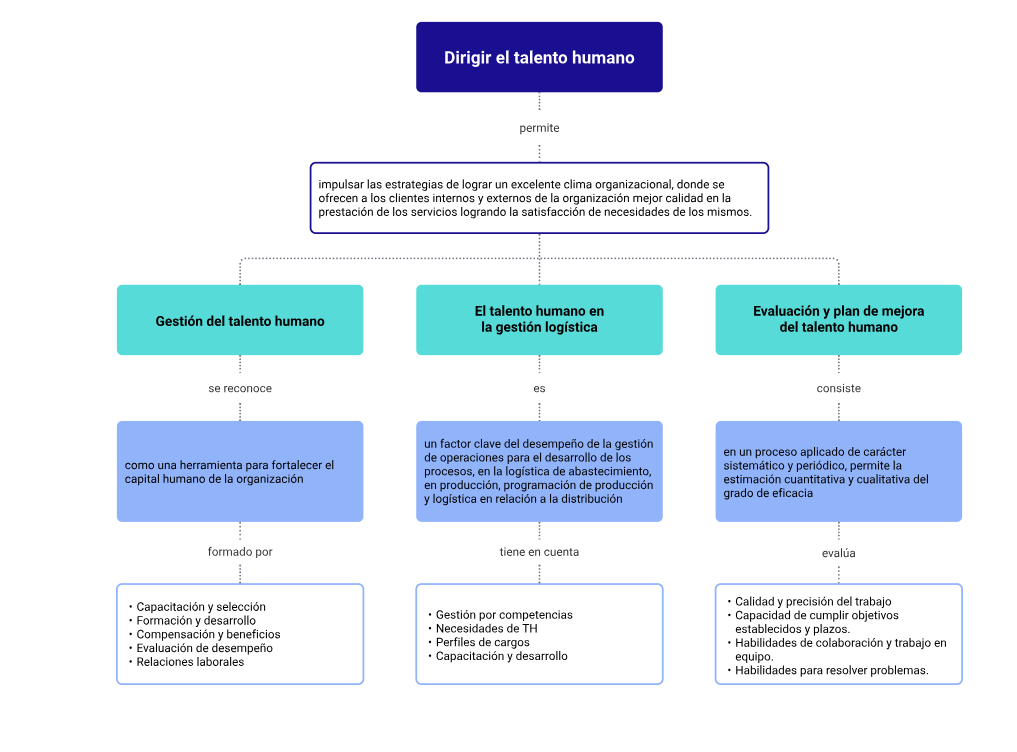 Dirigir el talento humano
permite
impulsar las estrategias de lograr un excelente clima organizacional, donde se
ofrecen a los clientes internos y externos de la organización mejor calidad en la
prestación de los servicios logrando la satisfacción de necesidades de los mismos.
Gestión del talento humano
se reconoce
como una herramienta para fortalecer el
capital humano de la organización
formado por
• Capacitación y selección
• Formación y desarrollo
• Compensación y beneficios
• Evaluación de desempeño
• Relaciones laborales
El talento humano en
la gestión logística
es
un factor clave del desempeño de la gestión
de operaciones para el desarrollo de los
procesos, en la logística de abastecimiento,
en producción, programación de producción
y logística en relación a la distribución
tiene en cuenta
• Gestión por competencias
• Necesidades de TH
• Perfiles de cargos
• Capacitación y desarrollo
Evaluación y plan de mejora
del talento humano
consiste
en un proceso aplicado de carácter
sistemático y periódico, permite la
estimación cuantitativa y cualitativa del
grado de eficacia
evalúa
• Calidad y precisión del trabajo
• Capacidad de cumplir objetivos
establecidos y plazos.
• Habilidades de colaboración y trabajo en
equipo.
• Habilidades para resolver problemas.